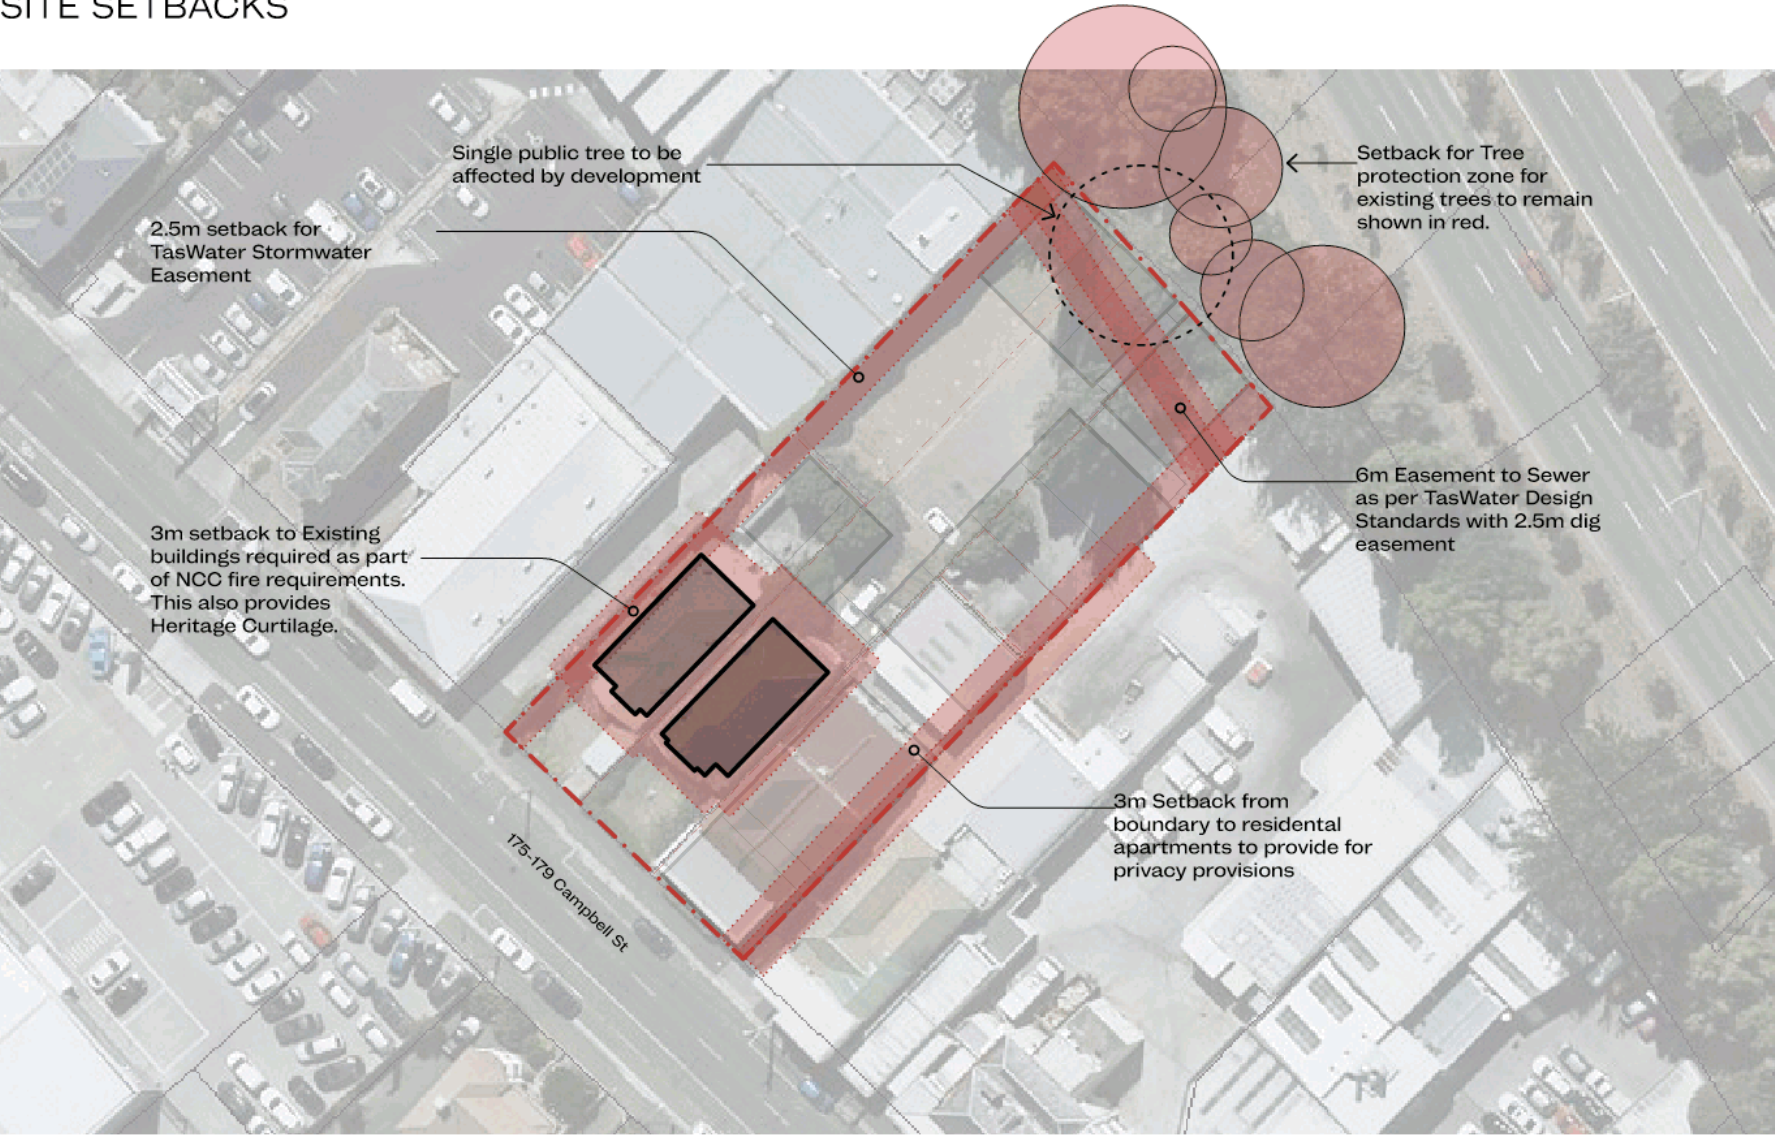 SITE SETBACKS
Single public tree to be
affected by development
Setback for Tree
protection zone for
existing trees to remain
shown in red.
2.5m setback for
TasWater Stormwater
Easement
6m Easement to Sewer
as per TasWater Design
Standards with 2.5m dig
easement
3m setback to Existing
buildings required as part
of NCC fire requirements.
This also provides
Heritage Curtilage.
3m Setback from
boundary to residental
apartments to provide for
privacy provisions
175-179 Campbell St